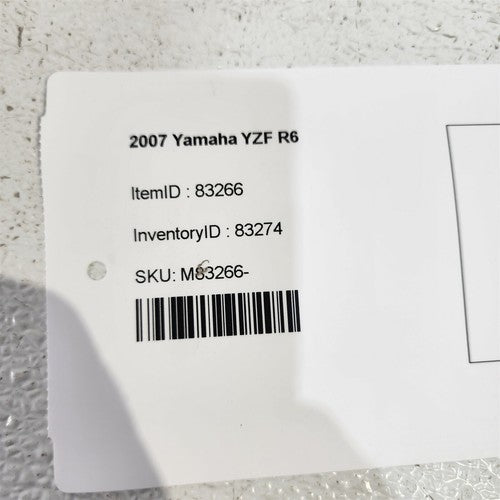 2007 Yamaha YZF R6
ItemID : 83266
InventoryID : 83274
SKU: M83266-